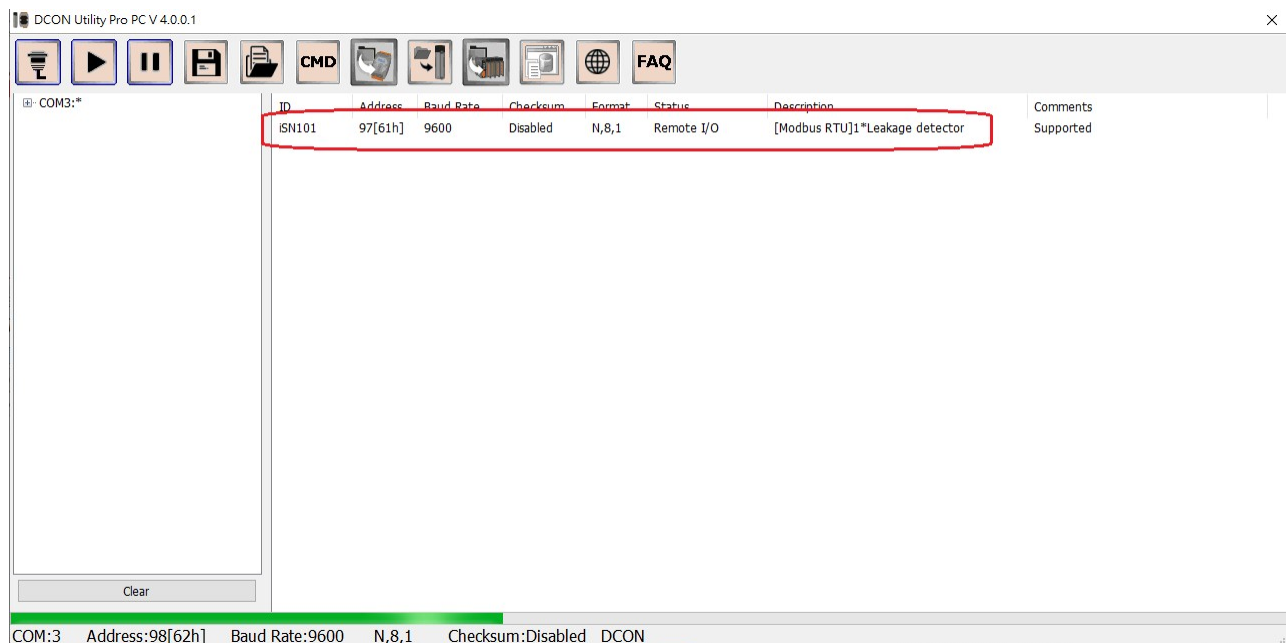 DCON Utility Pro PC V 4.0.0.1
CMD FAQ
COM3:*
ID Address Baud Rate Checksum Format Status Description Comments
iSN101 97[61h] 9600 Disabled N,8,1 Remote I/O [Modbus RTU]1*Leakage detector Supported
Clear
COM:3 Address:98[62h] Baud Rate:9600 N,8,1 Checksum:Disabled DCON